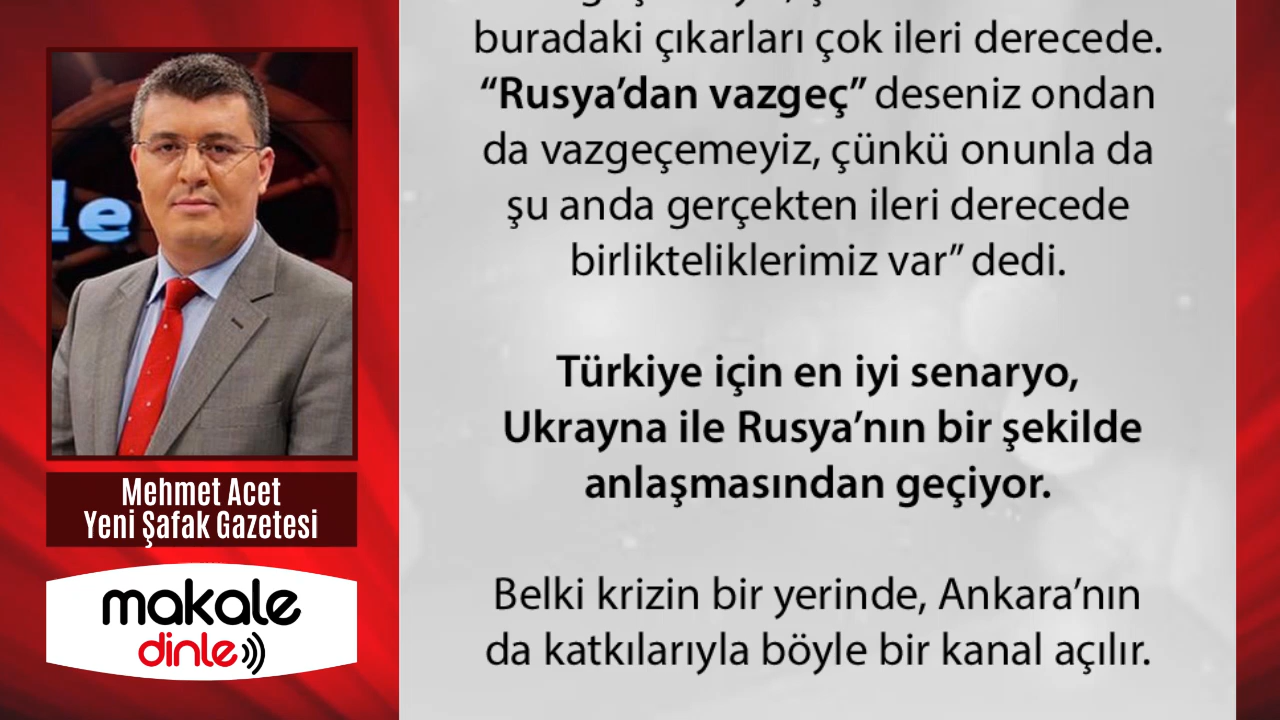 le
Mehmet Acet
Yeni Şafak Gazetesi
makale
dinle
buradaki çıkarları çok ileri derecede.
“Rusya’dan vazgeç” deseniz ondan
da vazgeçemeyiz, çünkü onunla da
şu anda gerçekten ileri derecede
birlikteliklerimiz var” dedi.
Türkiye için en iyi senaryo,
Ukrayna ile Rusya’nın bir şekilde
anlaşmasından geçiyor.
Belki krizin bir yerinde, Ankara’nın
da katkılarıyla böyle bir kanal açılır.